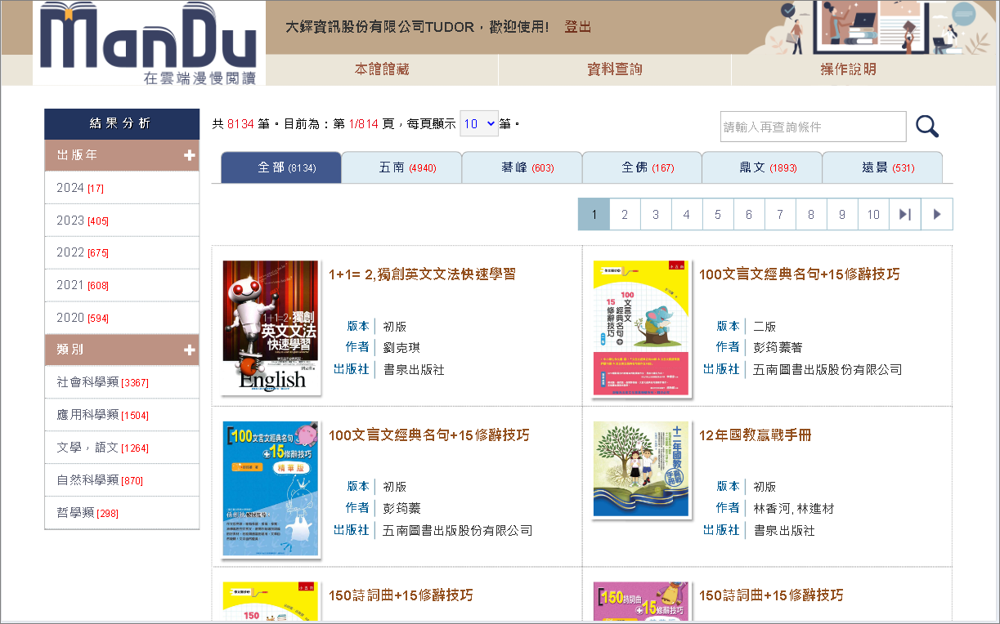 ManDu
在雲端漫慢閱讀
大鐸資訊股份有限公司TUDOR，歡迎使用! 登出
本館館藏 資料查詢 操作說明
結果分析
出版年
2024 [17]
2023 [405]
2022 [675]
2021 [608]
2020 [594]
類別
社會科學類 [3367]
應用科學類 [1504]
文學，語文 [1264]
自然科學類 [870]
哲學類 [298]
共 8134 筆。目前為：第 1/814 頁，每頁顯示 10 筆。
請輸入再查詢條件
全部 (8134) 五南 (4940) 碁峰 (603) 全佛 (167) 鼎文 (1893) 遠景 (531)
1 2 3 4 5 6 7 8 9 10
1+1=2,獨創
英文文法
快速學習
English
1+1= 2,獨創英文文法快速學習
版本 初版
作者 劉克琪
出版社 書泉出版社
100文言文經典名句+15修辭技巧
二版
100文言文經典名句+15修辭技巧
版本 二版
作者 彭筠蓁著
出版社 五南圖書出版股份有限公司
100文言文經典名句
+15修辭技巧
精華版
100文言文經典名句+15修辭技巧
版本 初版
作者 彭筠蓁
出版社 五南圖書出版股份有限公司
十二年國教
贏戰手冊
12年國教贏戰手冊
版本 初版
作者 林香河, 林進材
出版社 書泉出版社
150
150詩詞曲+15修辭技巧
150詩詞曲
+15修辭技巧
150詩詞曲+15修辭技巧